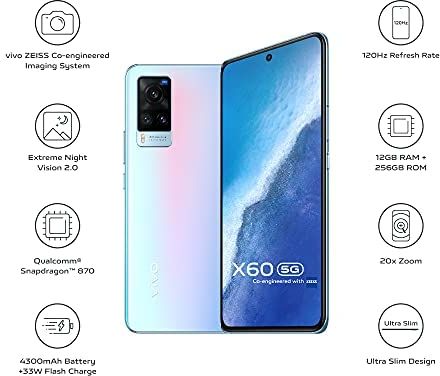 vivo ZEISS Co-engineered
Imaging System
Extreme Night
Vision 2.0
Qualcomm®
Snapdragon™ 870
4300mAh Battery
+33W Flash Charge
vivo
X60 5G
Co-engineered with ZEISS
120Hz
120Hz Refresh Rate
12GB RAM +
256GB ROM
20x Zoom
Ultra Slim
Ultra Slim Design